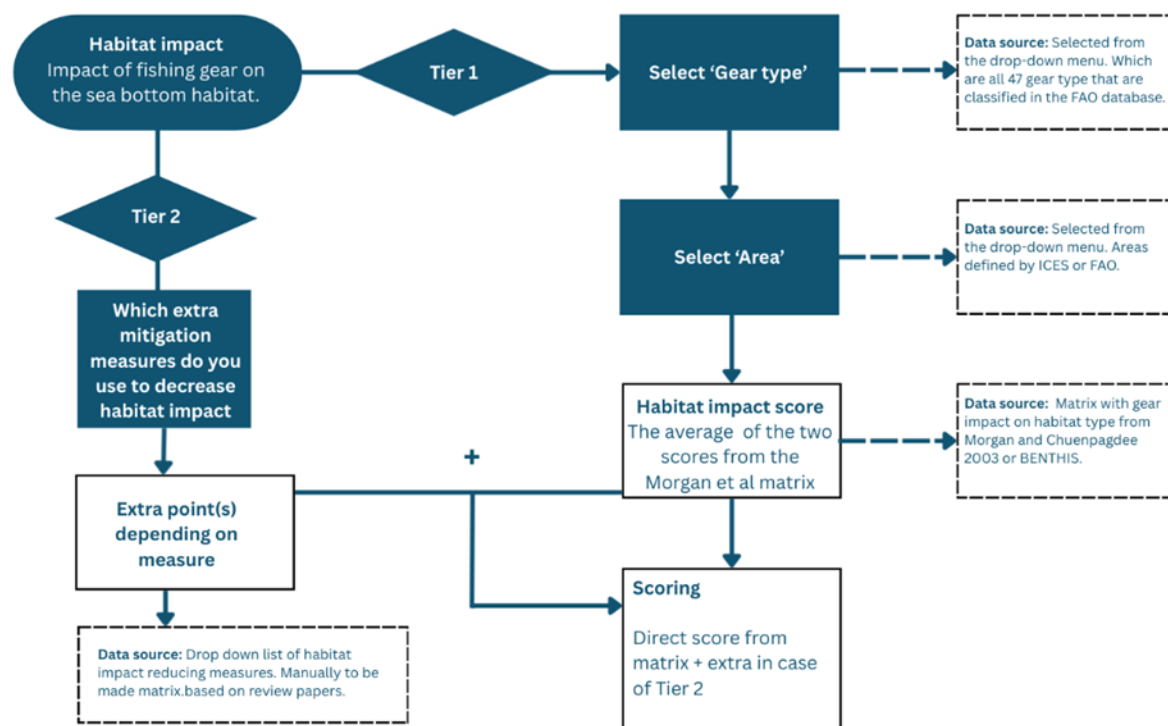 Habitat impact
Impact of fishing gear on
the sea bottom habitat.
Tier 1
Select ‘Gear type’
Data source: Selected from
the drop-down menu. Which
are all 47 gear type that are
classified in the FAO database.
Tier 2
Select ‘Area’
Data source: Selected from
the drop-down menu. Areas
defined by ICES or FAO.
Which extra
mitigation
measures do you
use to decrease
habitat impact
Habitat impact score
The average of the two
scores from the
Morgan et al matrix
Data source: Matrix with gear
impact on habitat type from
Morgan and Chuenpagdee
2003 or BENTHIS.
+
Extra point(s)
depending on
measure
Scoring
Direct score from
matrix + extra in case
of Tier 2
Data source: Drop down list of habitat
impact reducing measures. Manually to be
made matrix.based on review papers.